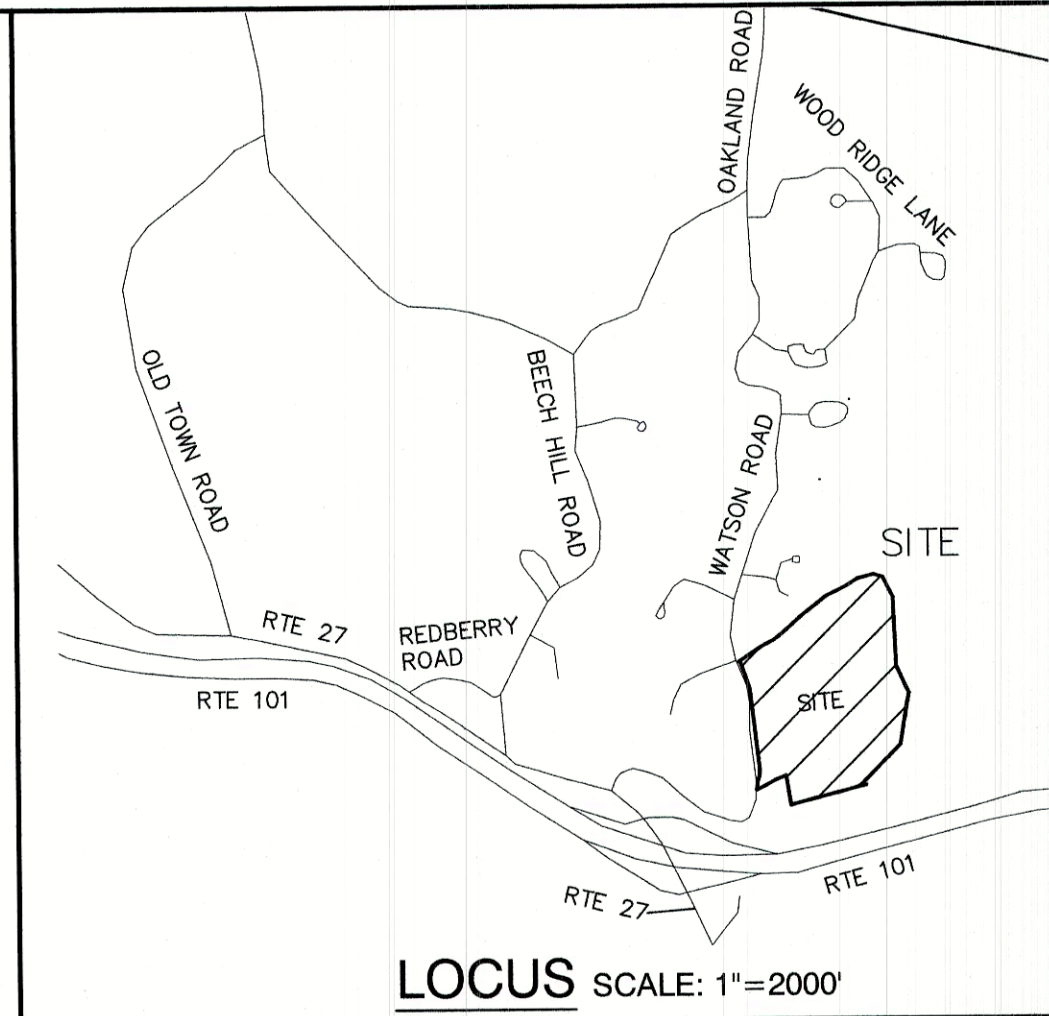 OAKLAND ROAD
WOOD RIDGE LANE
OLD TOWN ROAD
BEECH HILL ROAD
WATSON ROAD
SITE
RTE 27
REDBERRY
ROAD
RTE 101
SITE
RTE 101
RTE 27
LOCUS SCALE: 1"=2000'